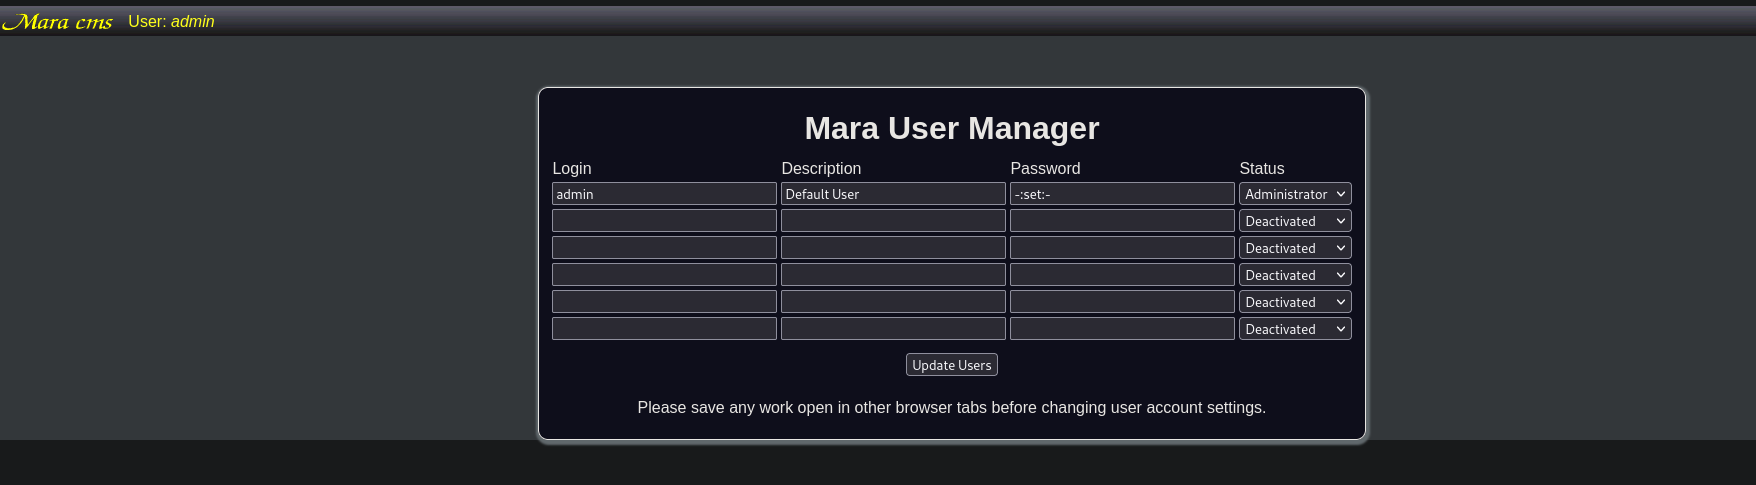 Mara cms User: admin
Mara User Manager
Login Description Password Status
admin Default User -:set:- Administrator
Deactivated
Deactivated
Deactivated
Deactivated
Deactivated
Update Users
Please save any work open in other browser tabs before changing user account settings.